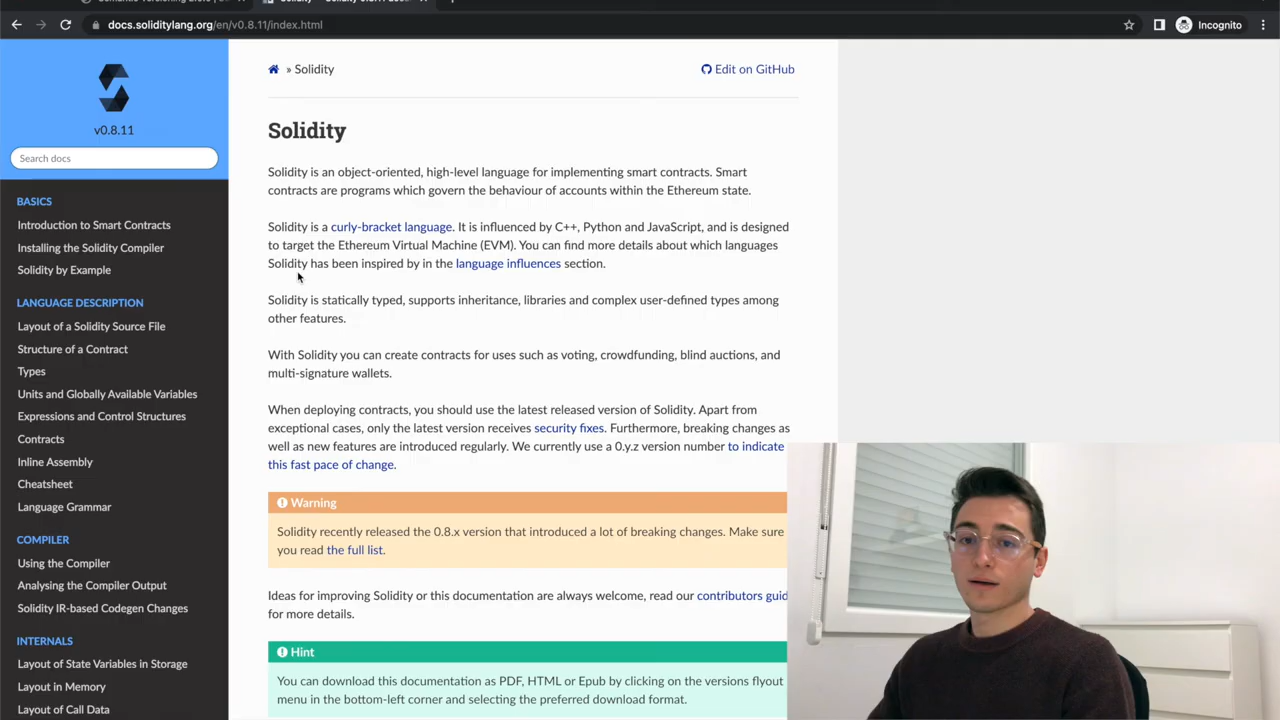 docs.soliditylang.org/en/v0.8.11/index.html
Incognito
v0.8.11
Search docs
BASICS
Introduction to Smart Contracts
Installing the Solidity Compiler
Solidity by Example
LANGUAGE DESCRIPTION
Layout of a Solidity Source File
Structure of a Contract
Types
Units and Globally Available Variables
Expressions and Control Structures
Contracts
Inline Assembly
Cheatsheet
Language Grammar
COMPILER
Using the Compiler
Analysing the Compiler Output
Solidity IR-based Codegen Changes
INTERNALS
Layout of State Variables in Storage
Layout in Memory
Layout of Call Data
» Solidity
Edit on GitHub
Solidity
Solidity is an object-oriented, high-level language for implementing smart contracts. Smart
contracts are programs which govern the behaviour of accounts within the Ethereum state.
Solidity is a curly-bracket language. It is influenced by C++, Python and JavaScript, and is designed
to target the Ethereum Virtual Machine (EVM). You can find more details about which languages
Solidity has been inspired by in the language influences section.
Solidity is statically typed, supports inheritance, libraries and complex user-defined types among
other features.
With Solidity you can create contracts for uses such as voting, crowdfunding, blind auctions, and
multi-signature wallets.
When deploying contracts, you should use the latest released version of Solidity. Apart from
exceptional cases, only the latest version receives security fixes. Furthermore, breaking changes as
well as new features are introduced regularly. We currently use a 0.y.z version number to indicate
this fast pace of change.
Warning
Solidity recently released the 0.8.x version that introduced a lot of breaking changes. Make sure
you read the full list.
Ideas for improving Solidity or this documentation are always welcome, read our contributors guid
for more details.
Hint
You can download this documentation as PDF, HTML or Epub by clicking on the versions flyout
menu in the bottom-left corner and selecting the preferred download format.